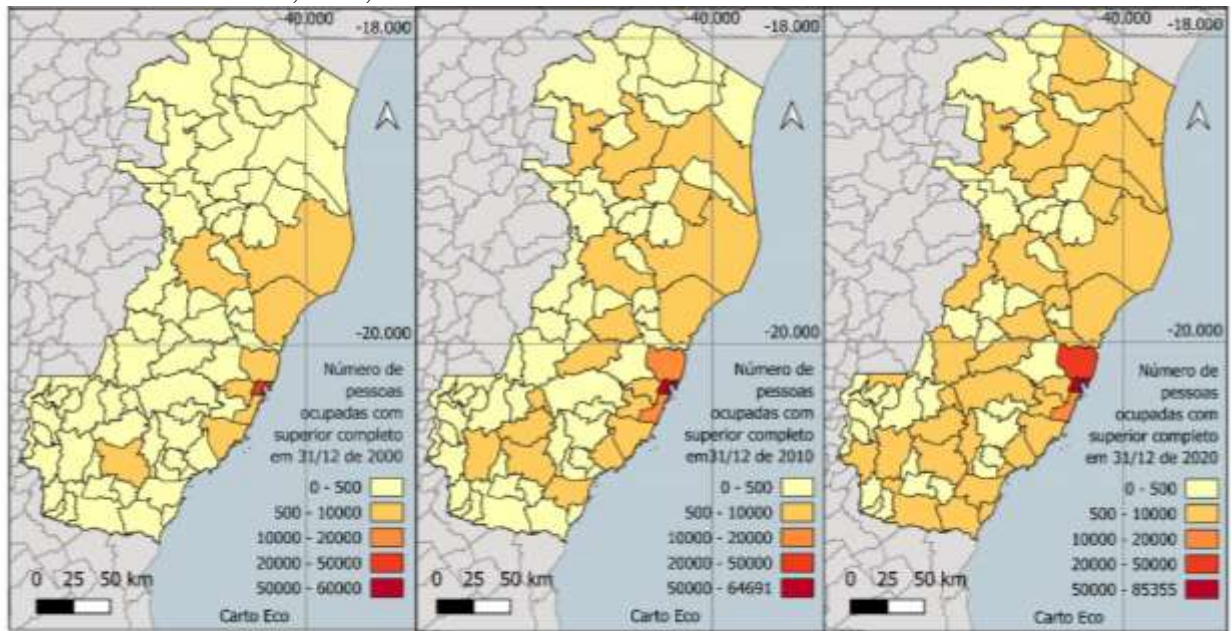 -40.000
-18.000
-20.000
Número de
pessoas
ocupadas com
superior completo
em 31/12 de 2000
0 - 500
500 - 10000
10000 - 20000
20000 - 50000
50000 - 60000
0 25 50 km
Carto Eco
-40.000
-18.000
-20.000
Número de
pessoas
ocupadas com
superior completo
em31/12 de 2010
0 - 500
500 - 10000
10000 - 20000
20000 - 50000
50000 - 64691
0 25 50 km
Carto Eco
-40.000
-18.000
-20.000
Número de
pessoas
ocupadas com
superior completo
em 31/12 de 2020
0 - 500
500 - 10000
10000 - 20000
20000 - 50000
50000 - 85355
0 25 50 km
Carto Eco